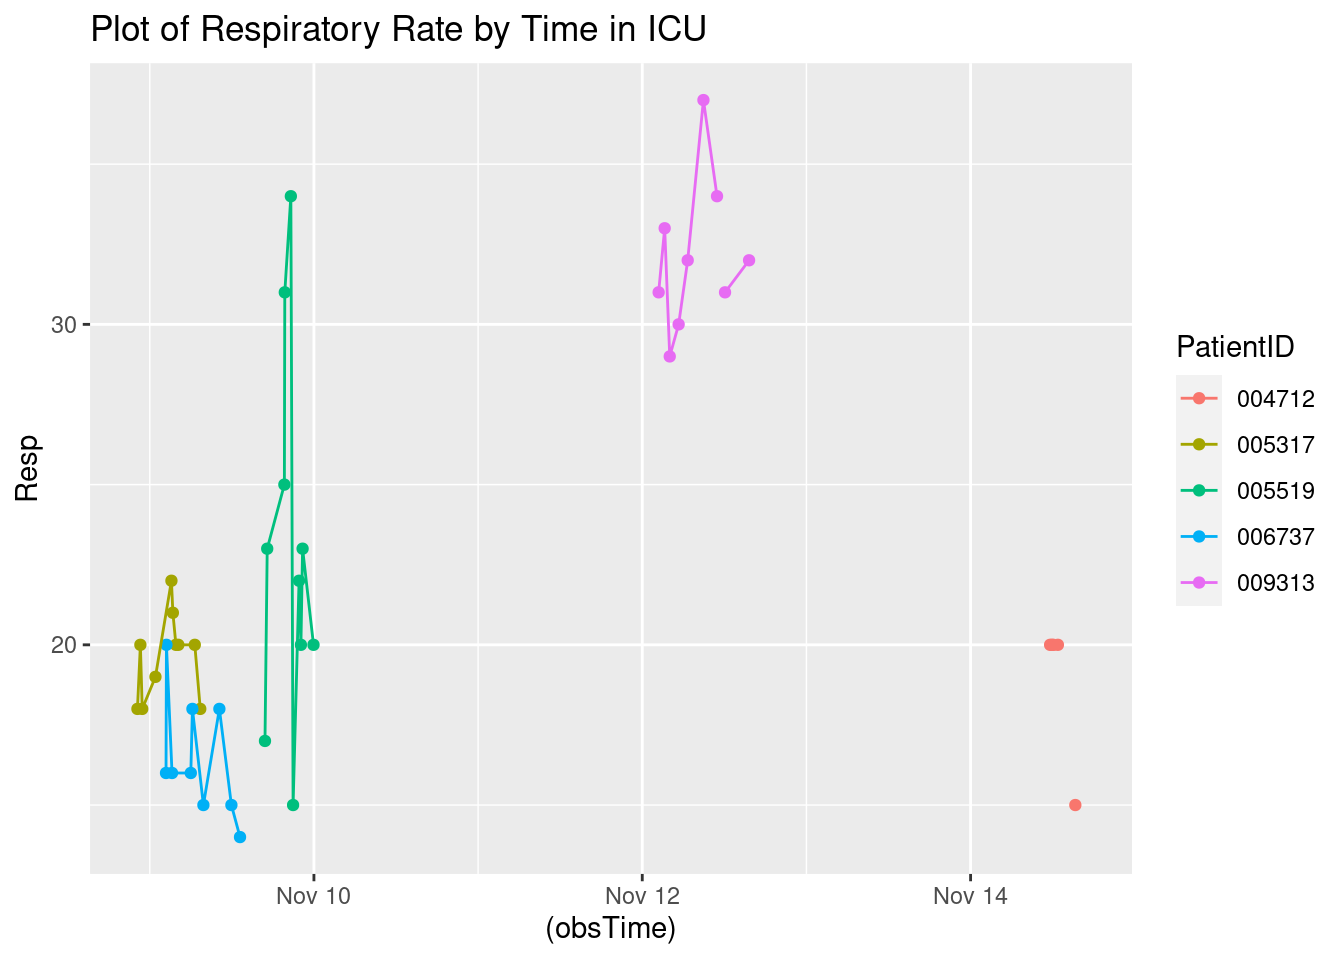 Plot of Respiratory Rate by Time in ICU
Resp
30
20
Nov 10
Nov 12
Nov 14
(obsTime)
PatientID
004712
005317
005519
006737
009313